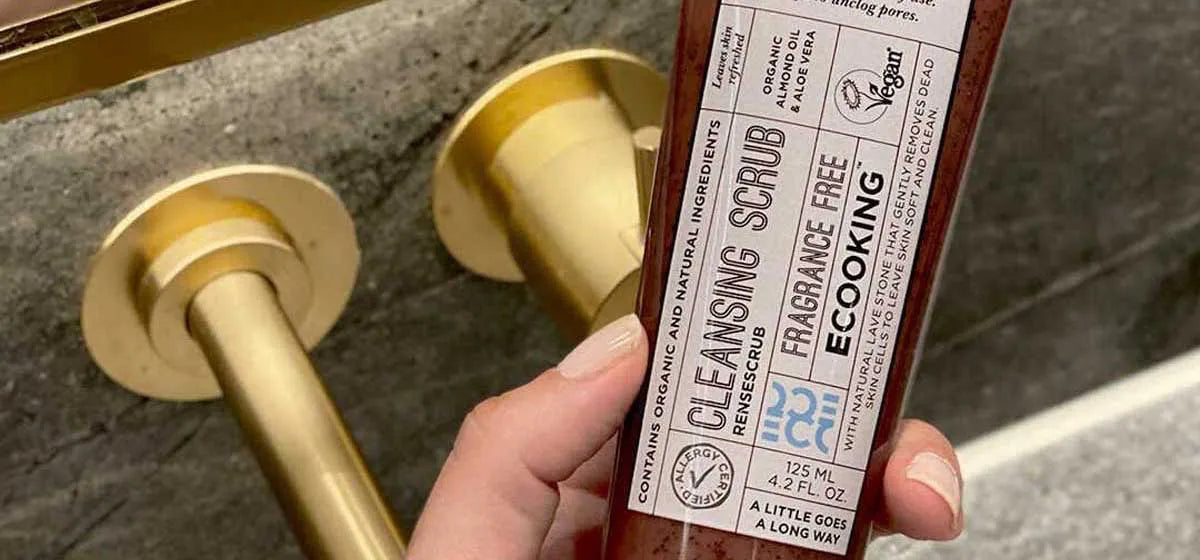 y use.
unclog pores.
Leaves skin
refreshed
ORGANIC
ALMOND OIL
& ALOE VERA
Vegan
CONTAINS ORGANIC AND NATURAL INGREDIENTS
CLEANSING SCRUB
RENSESCRUB
FRAGRANCE FREE
ECOOKING™
WITH NATURAL LAVE STONE THAT GENTLY REMOVES DEAD
SKIN CELLS TO LEAVE SKIN SOFT AND CLEAN.
ALLERGY CERTIFIED
125 ML
4.2 FL. OZ.
A LITTLE GOES
A LONG WAY